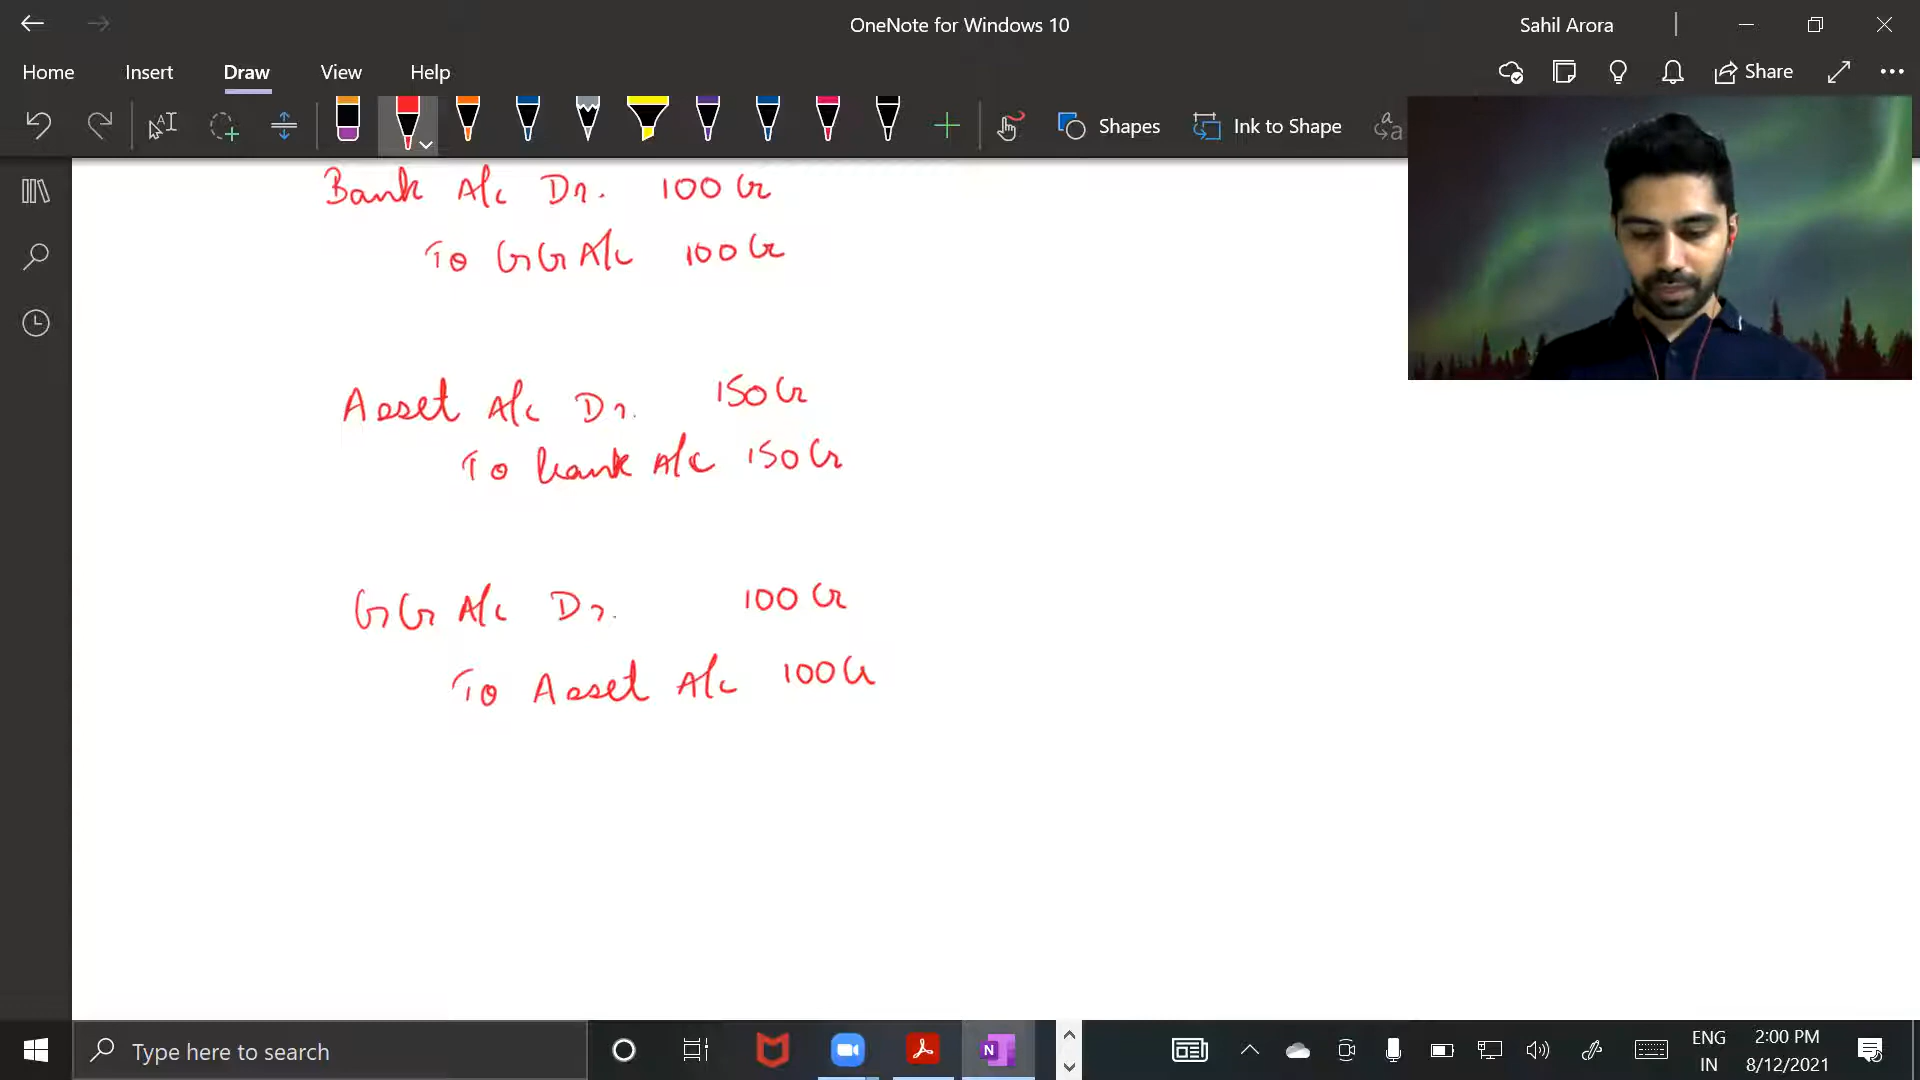 OneNote for Windows 10
Sahil Arora
Home Insert Draw View Help
Share
Shapes Ink to Shape
Bank A/c Dr. 100 Cr
To GG A/c 100 Cr
Asset A/c Dr. 150 Cr
To bank A/c 150 Cr
GG A/c Dr. 100 Cr
To Asset A/c 100 Cr
Type here to search
ENG
IN
2:00 PM
8/12/2021